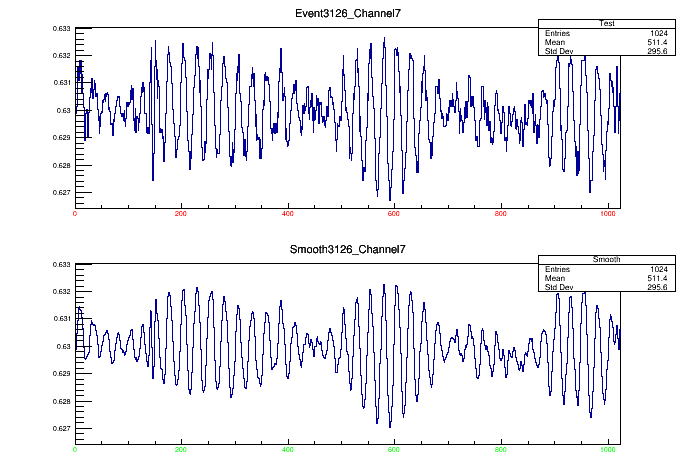 Event3126_Channel7
Test
Entries 1024
Mean 511.4
Std Dev 295.6
0.633
0.632
0.631
0.63
0.629
0.628
0.627
0 200 400 600 800 1000
Smooth3126_Channel7
Smooth
Entries 1024
Mean 511.4
Std Dev 295.6
0.633
0.632
0.631
0.63
0.629
0.628
0.627
0 200 400 600 800 1000